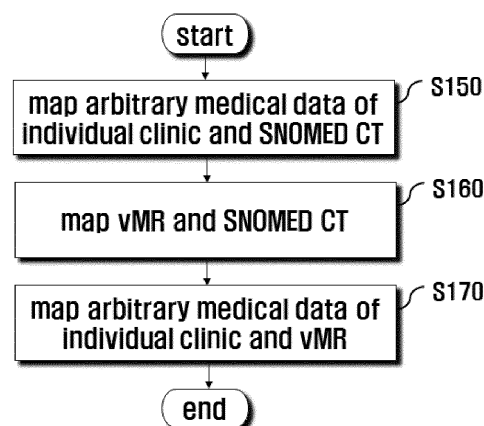 start
S150
map arbitrary medical data of
individual clinic and SNOMED CT
S160
map vMR and SNOMED CT
S170
map arbitrary medical data of
individual clinic and vMR
end